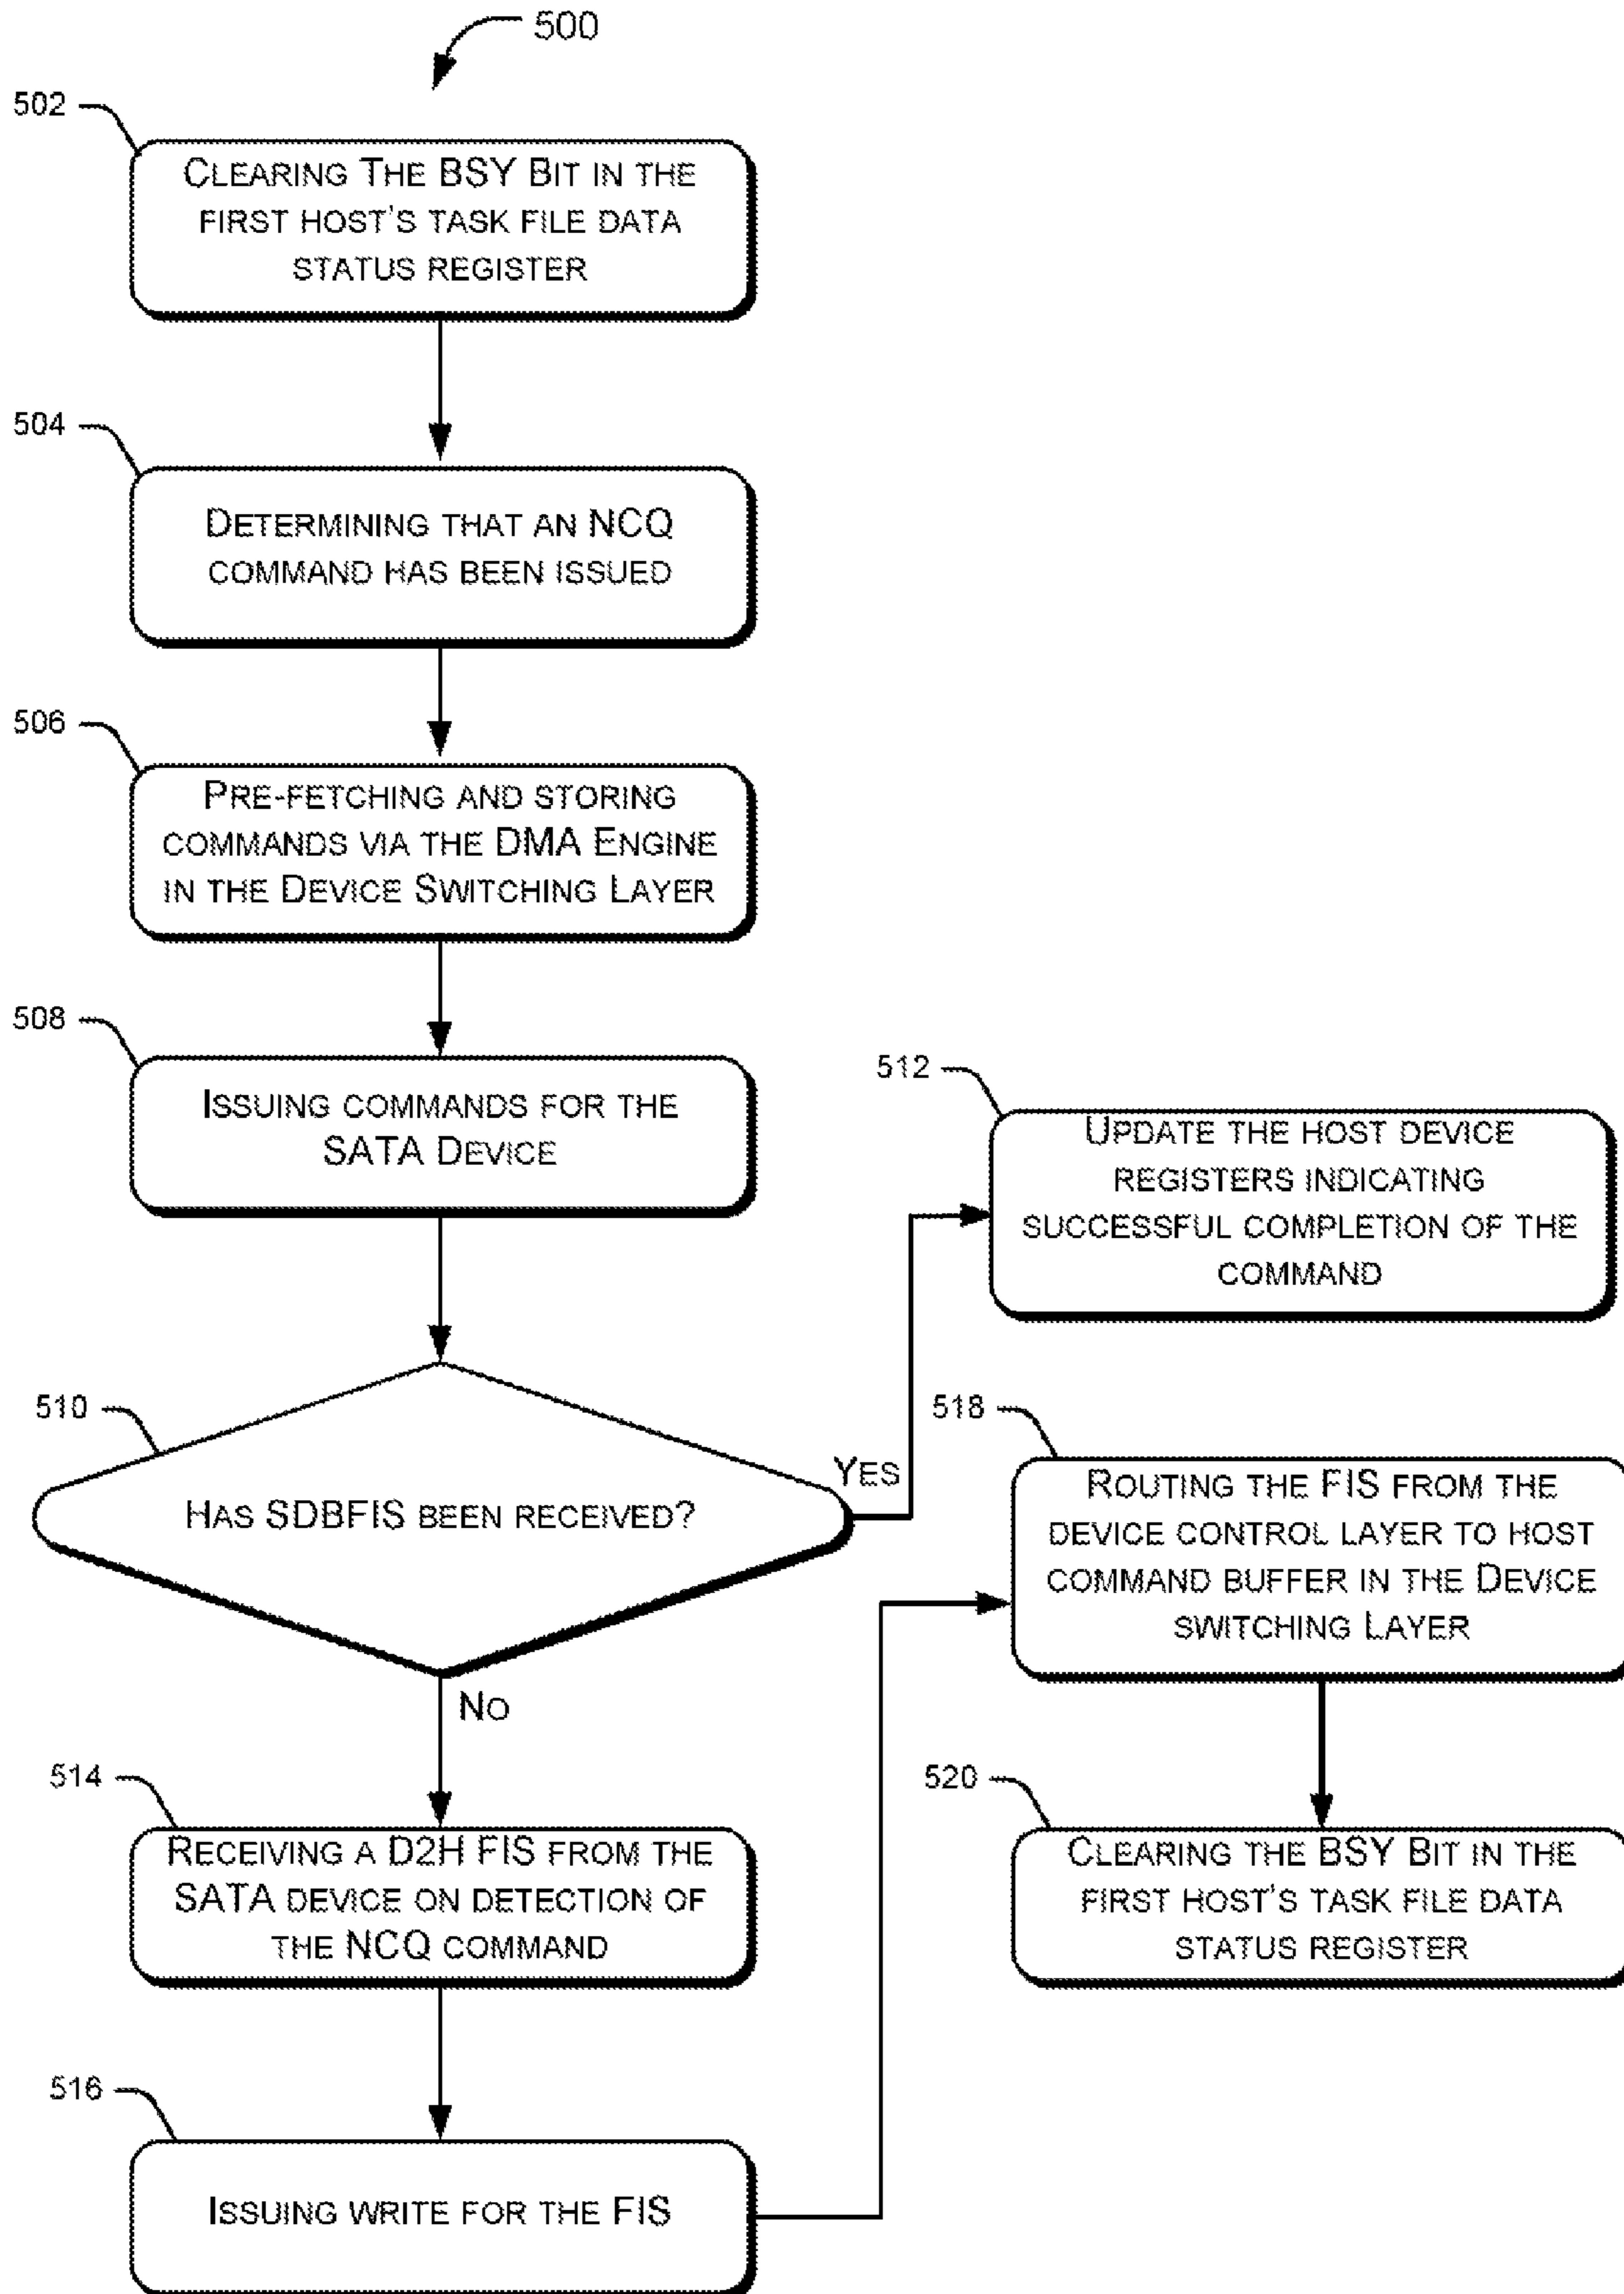 500
502
CLEARING THE BSY BIT IN THE
FIRST HOST'S TASK FILE DATA
STATUS REGISTER
504
DETERMINING THAT AN NCQ
COMMAND HAS BEEN ISSUED
506
PRE-FETCHING AND STORING
COMMANDS VIA THE DMA ENGINE
IN THE DEVICE SWITCHING LAYER
508
ISSUING COMMANDS FOR THE
SATA DEVICE
510
HAS SDBFIS BEEN RECEIVED?
YES
512
UPDATE THE HOST DEVICE
REGISTERS INDICATING
SUCCESSFUL COMPLETION OF THE
COMMAND
NO
514
RECEIVING A D2H FIS FROM THE
SATA DEVICE ON DETECTION OF
THE NCQ COMMAND
516
ISSUING WRITE FOR THE FIS
518
ROUTING THE FIS FROM THE
DEVICE CONTROL LAYER TO HOST
COMMAND BUFFER IN THE DEVICE
SWITCHING LAYER
520
CLEARING THE BSY BIT IN THE
FIRST HOST'S TASK FILE DATA
STATUS REGISTER